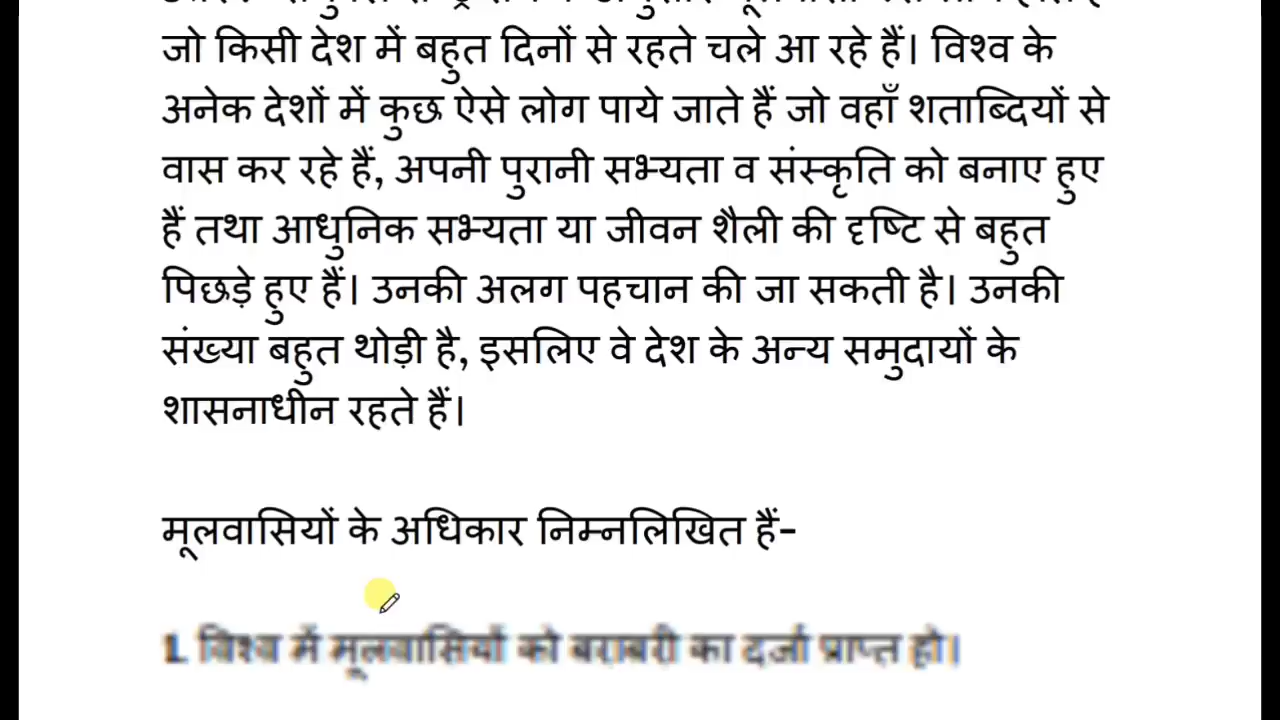 जो किसी देश में बहुत दिनों से रहते चले आ रहे हैं। विश्व के
अनेक देशों में कुछ ऐसे लोग पाये जाते हैं जो वहाँ शताब्दियों से
वास कर रहे हैं, अपनी पुरानी सभ्यता व संस्कृति को बनाए हुए
हैं तथा आधुनिक सभ्यता या जीवन शैली की दृष्टि से बहुत
पिछड़े हुए हैं। उनकी अलग पहचान की जा सकती है। उनकी
संख्या बहुत थोड़ी है, इसलिए वे देश के अन्य समुदायों के
शासनाधीन रहते हैं।
मूलवासियों के अधिकार निम्नलिखित हैं-
1. विश्व में मूलवासियों को बराबरी का दर्जा प्राप्त हो।